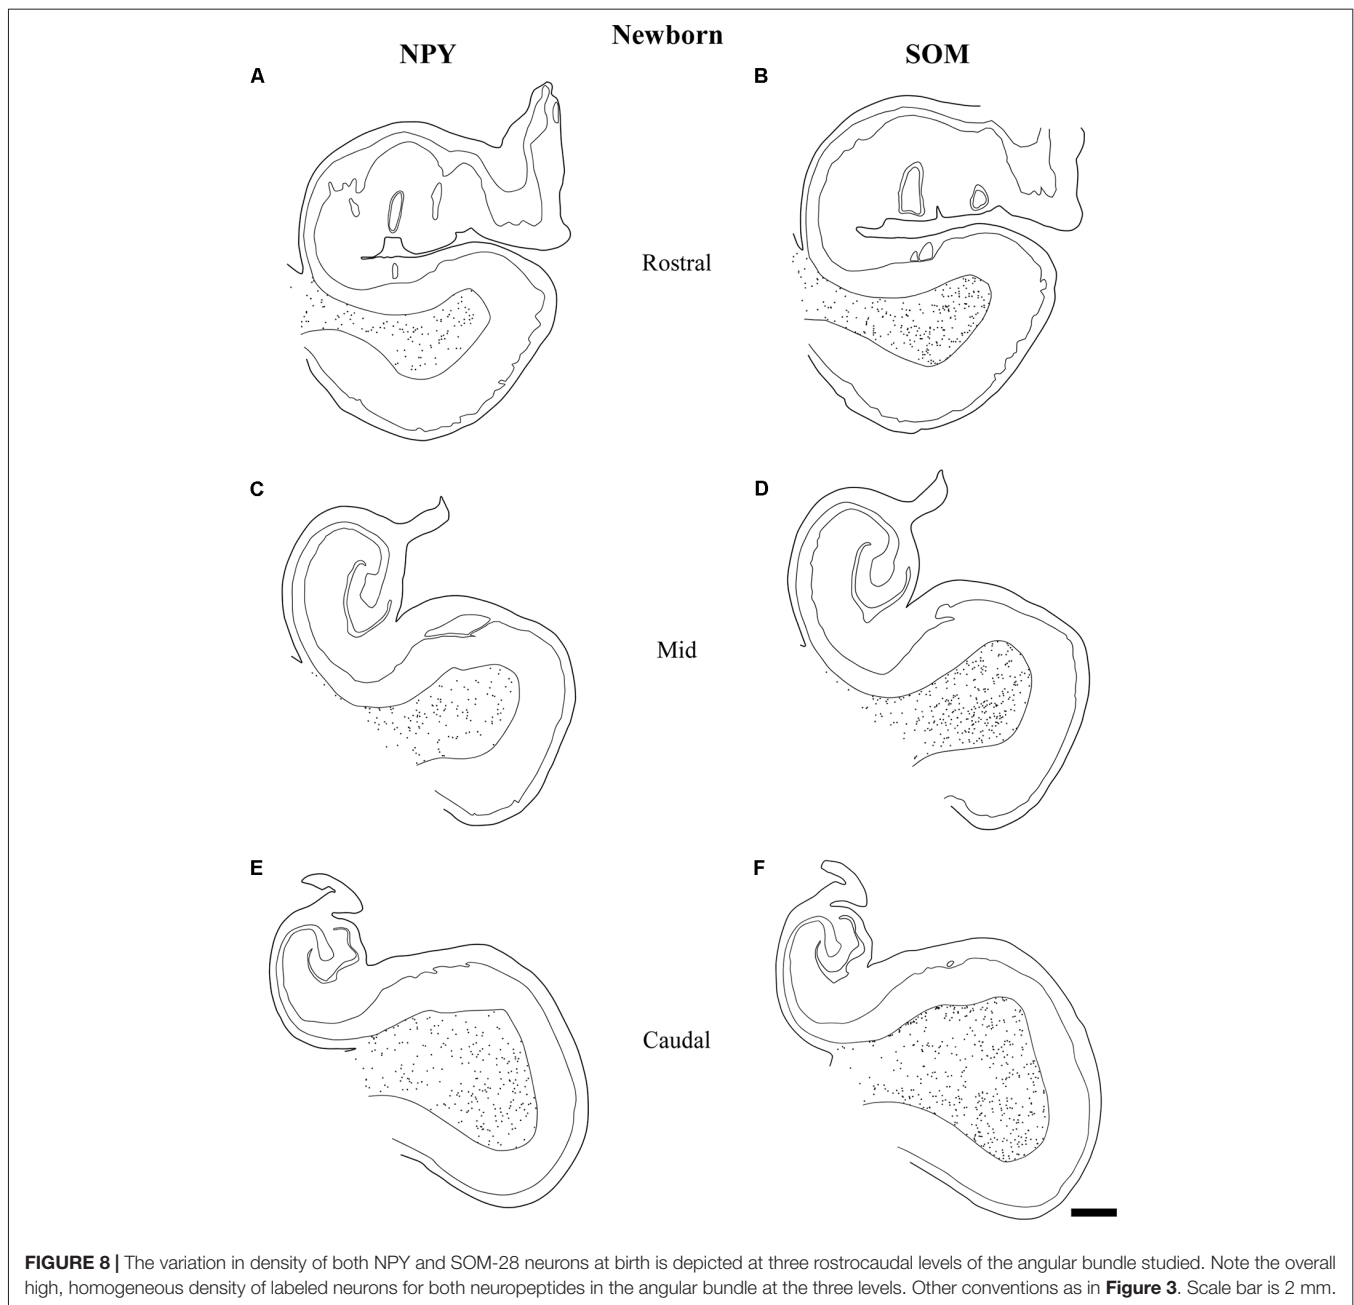 Newborn
NPY
SOM
A
B
Rostral
C
D
Mid
E
F
Caudal
FIGURE 8 | The variation in density of both NPY and SOM-28 neurons at birth is depicted at three rostrocaudal levels of the angular bundle studied. Note the overall
high, homogeneous density of labeled neurons for both neuropeptides in the angular bundle at the three levels. Other conventions as in Figure 3. Scale bar is 2 mm.